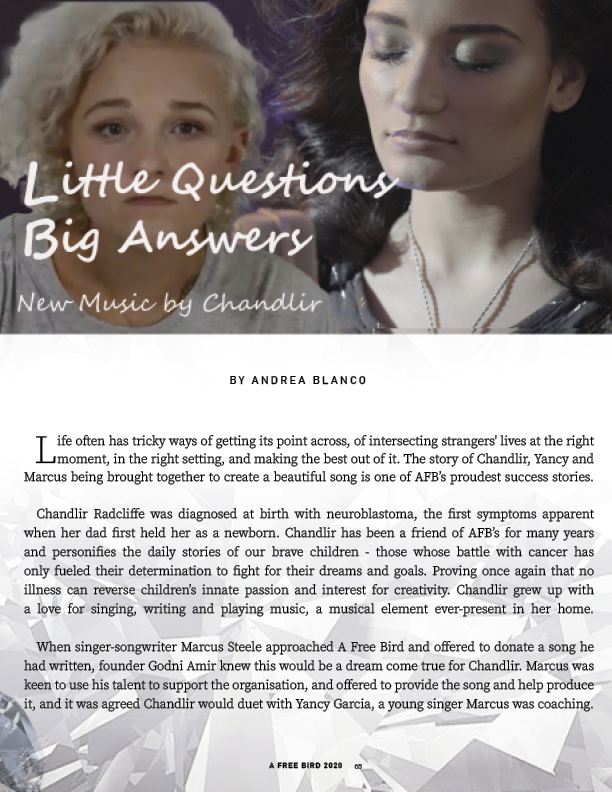 Little Questions
Big Answers
New Music by Chandlir
BY ANDREA BLANCO
Life often has tricky ways of getting its point across, of intersecting strangers' lives at the right
moment, in the right setting, and making the best out of it. The story of Chandlir, Yancy and
Marcus being brought together to create a beautiful song is one of AFB's proudest success stories.
Chandlir Radcliffe was diagnosed at birth with neuroblastoma, the first symptoms apparent
when her dad first held her as a newborn. Chandlir has been a friend of AFB's for many years
and personifies the daily stories of our brave children - those whose battle with cancer has
only fueled their determination to fight for their dreams and goals. Proving once again that no
illness can reverse children's innate passion and interest for creativity. Chandlir grew up with
a love for singing, writing and playing music, a musical element ever-present in her home.
When singer-songwriter Marcus Steele approached A Free Bird and offered to donate a song he
had written, founder Godni Amir knew this would be a dream come true for Chandlir. Marcus was
keen to use his talent to support the organisation, and offered to provide the song and help produce
it, and it was agreed Chandlir would duet with Yancy Garcia, a young singer Marcus was coaching.
A FREE BIRD 2020 65